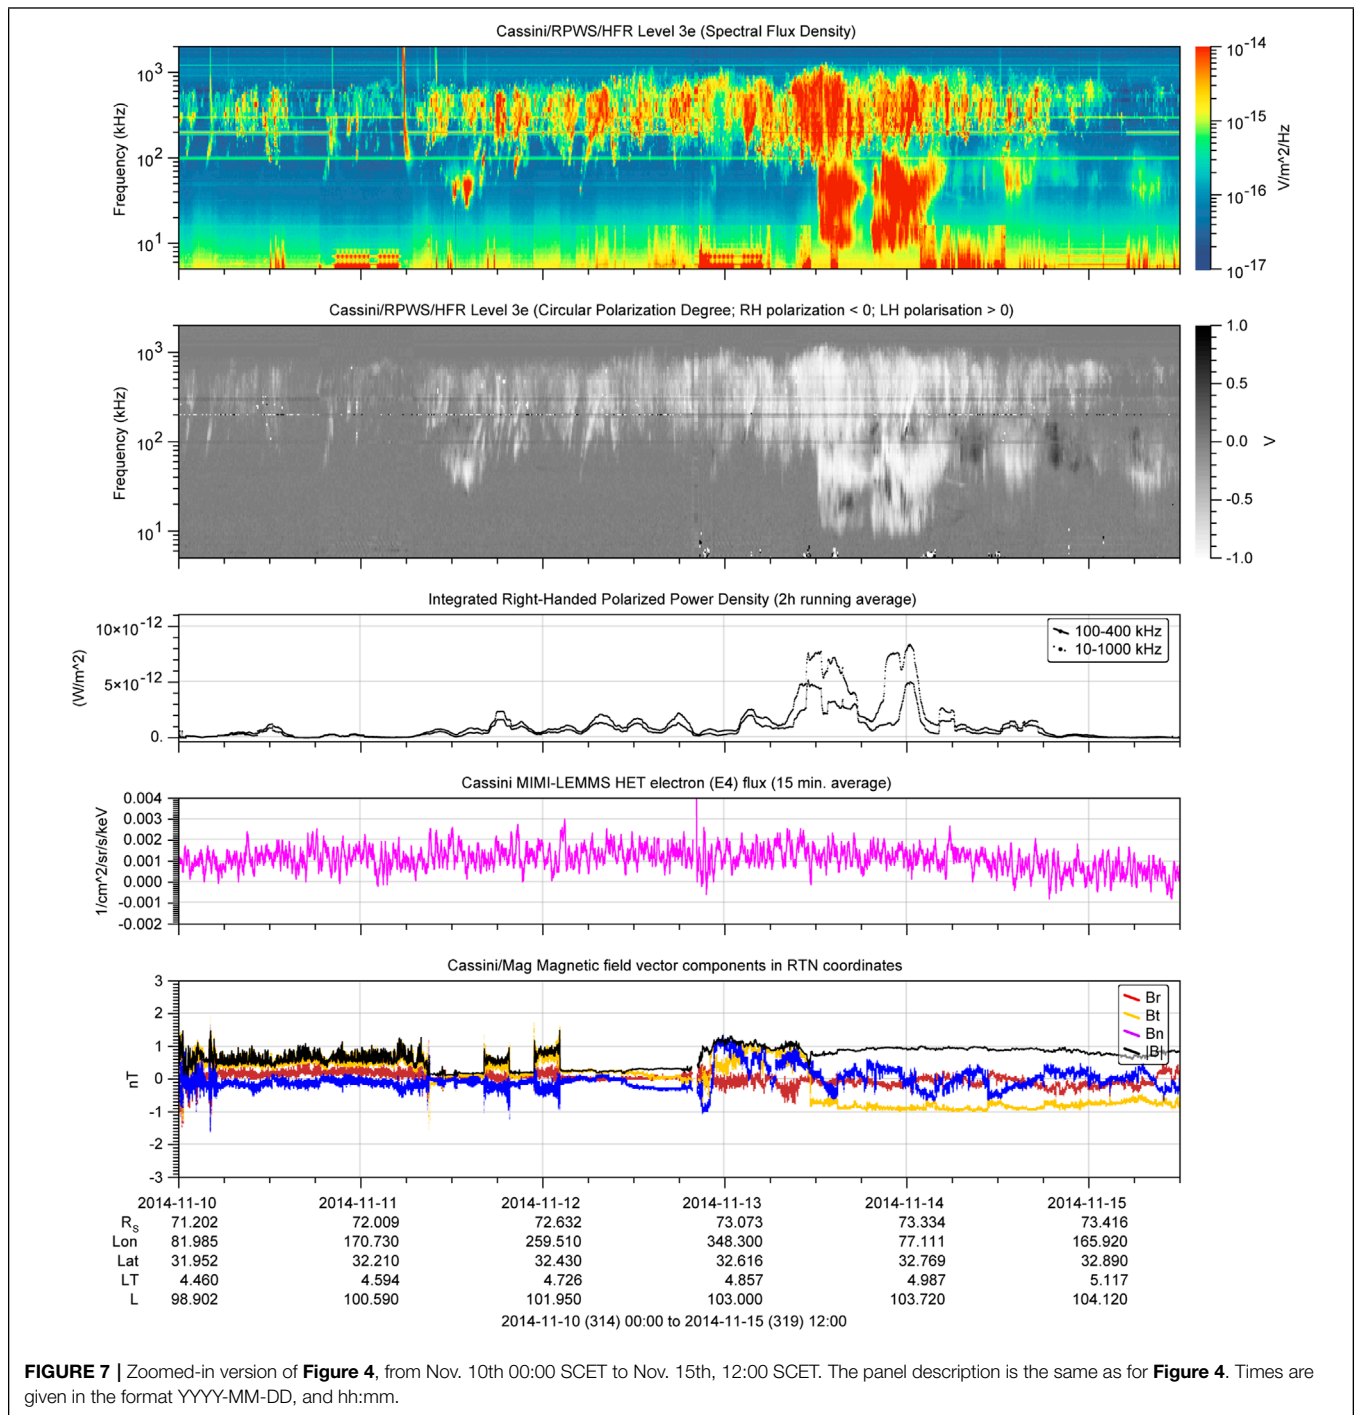 Cassini/RPWS/HFR Level 3e (Spectral Flux Density)
10^3
10^2
10^1
Frequency (kHz)
10^-14
10^-15
10^-16
10^-17
V/m^2/Hz
Cassini/RPWS/HFR Level 3e (Circular Polarization Degree; RH polarization < 0; LH polarisation > 0)
10^3
10^2
10^1
Frequency (kHz)
1.0
0.5
0.0
-0.5
-1.0
V
Integrated Right-Handed Polarized Power Density (2h running average)
10×10^-12
5×10^-12
0.
(W/m^2)
100-400 kHz
10-1000 kHz
Cassini MIMI-LEMMS HET electron (E4) flux (15 min. average)
0.004
0.003
0.002
0.001
0.000
-0.001
-0.002
1/cm^2/sr/s/keV
Cassini/Mag Magnetic field vector components in RTN coordinates
3
2
1
0
-1
-2
-3
nT
Br
Bt
Bn
|B|
2014-11-10 2014-11-11 2014-11-12 2014-11-13 2014-11-14 2014-11-15
RS 71.202 72.009 72.632 73.073 73.334 73.416
Lon 81.985 170.730 259.510 348.300 77.111 165.920
Lat 31.952 32.210 32.430 32.616 32.769 32.890
LT 4.460 4.594 4.726 4.857 4.987 5.117
L 98.902 100.590 101.950 103.000 103.720 104.120
2014-11-10 (314) 00:00 to 2014-11-15 (319) 12:00
FIGURE 7 | Zoomed-in version of Figure 4, from Nov. 10th 00:00 SCET to Nov. 15th, 12:00 SCET. The panel description is the same as for Figure 4. Times are
given in the format YYYY-MM-DD, and hh:mm.